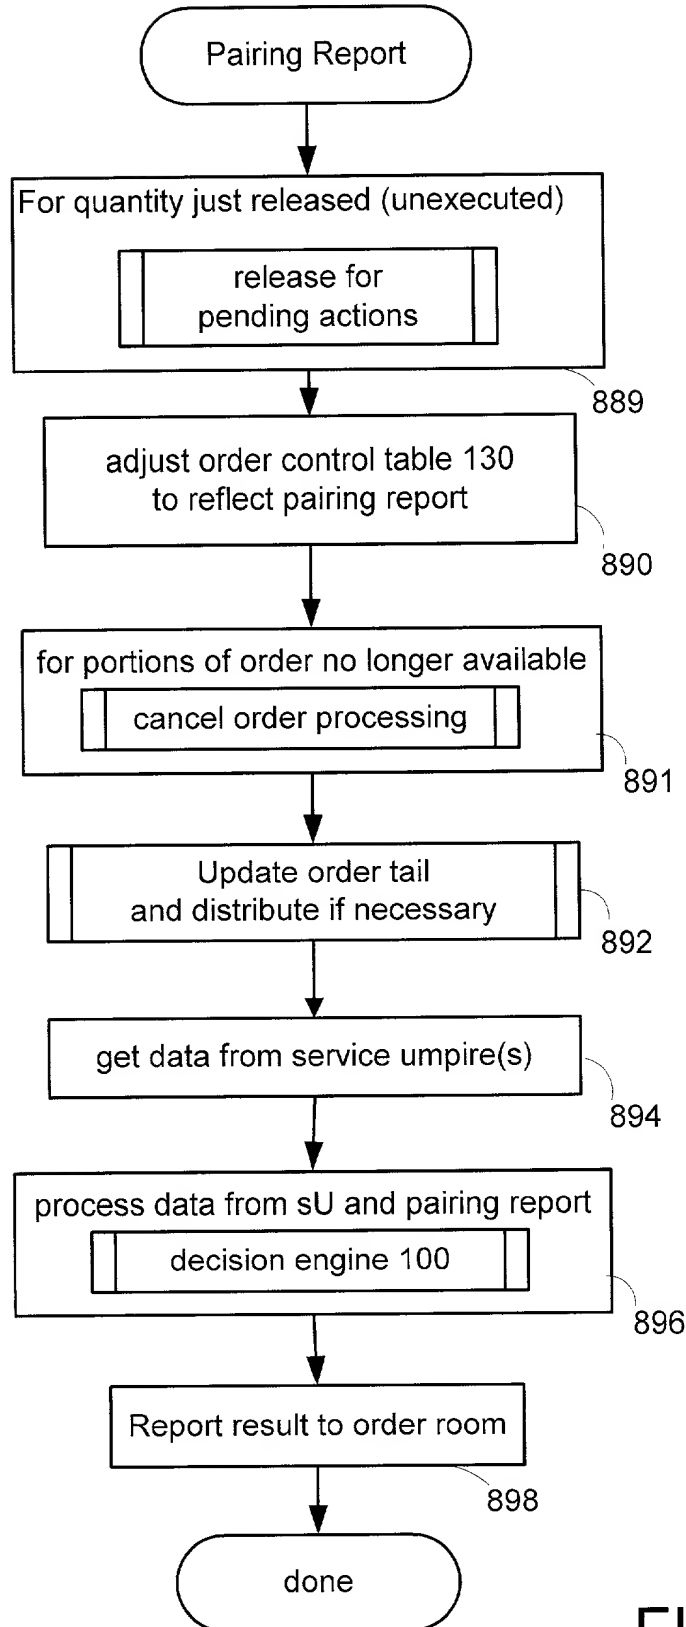 Pairing Report
For quantity just released (unexecuted)
release for
pending actions
889
adjust order control table 130
to reflect pairing report
890
for portions of order no longer available
cancel order processing
891
Update order tail
and distribute if necessary
892
get data from service umpire(s)
894
process data from sU and pairing report
decision engine 100
896
Report result to order room
898
done